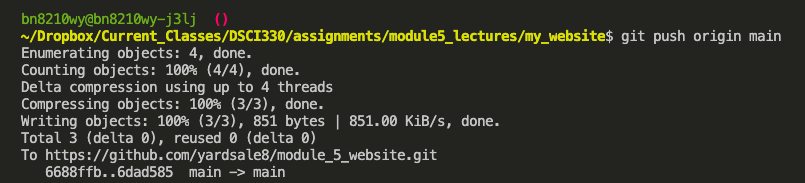 bn8210wy@bn8210wy-j3lj ()
~/Dropbox/Current_Classes/DSCI330/assignments/module5_lectures/my_website$ git push origin main
Enumerating objects: 4, done.
Counting objects: 100% (4/4), done.
Delta compression using up to 4 threads
Compressing objects: 100% (3/3), done.
Writing objects: 100% (3/3), 851 bytes | 851.00 KiB/s, done.
Total 3 (delta 0), reused 0 (delta 0)
To https://github.com/yardsale8/module_5_website.git
   6688ffb..6dad585  main -> main